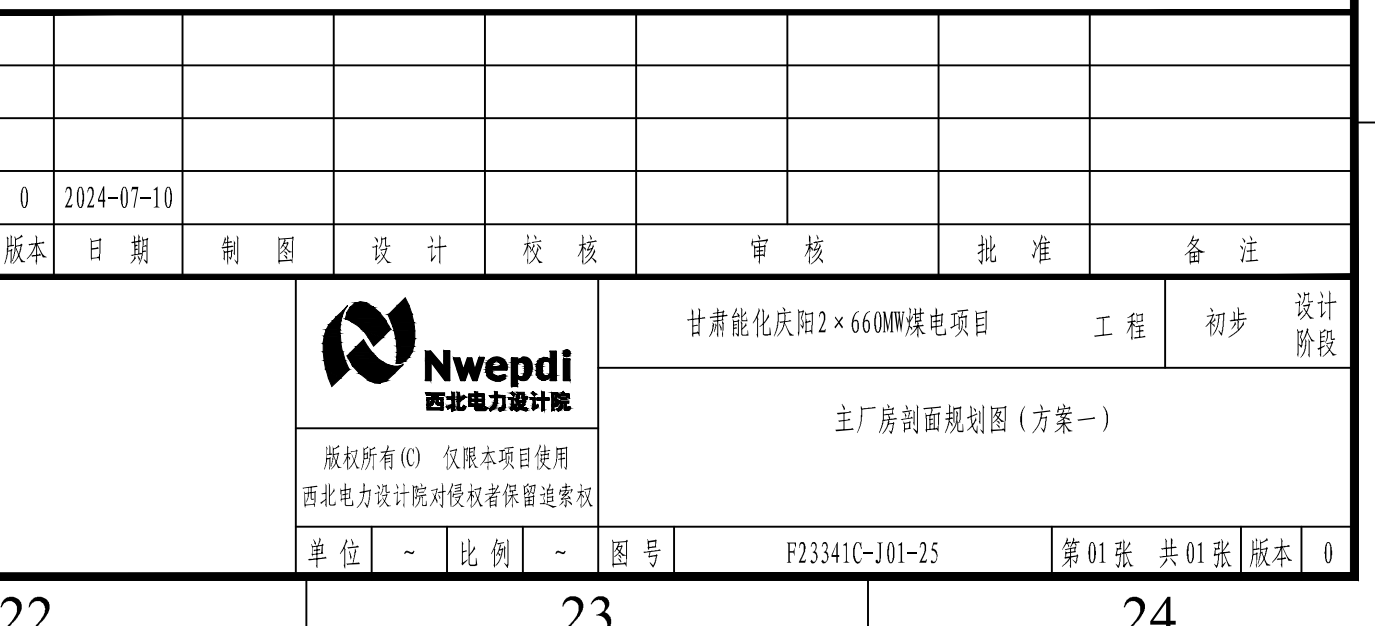 0 2024-07-10
版本 日 期 制 图 设 计 校 核 审 核 批 准 备 注
Nwepdi
西北电力设计院
甘肃能化庆阳2×660MW煤电项目 工 程 初步 设计
阶段
主厂房剖面规划图(方案一)
版权所有(C) 仅限本项目使用
西北电力设计院对侵权者保留追索权
单 位 ~ 比 例 ~ 图 号 F23341C-J01-25 第01张 共01张 版本 0
22 23 24